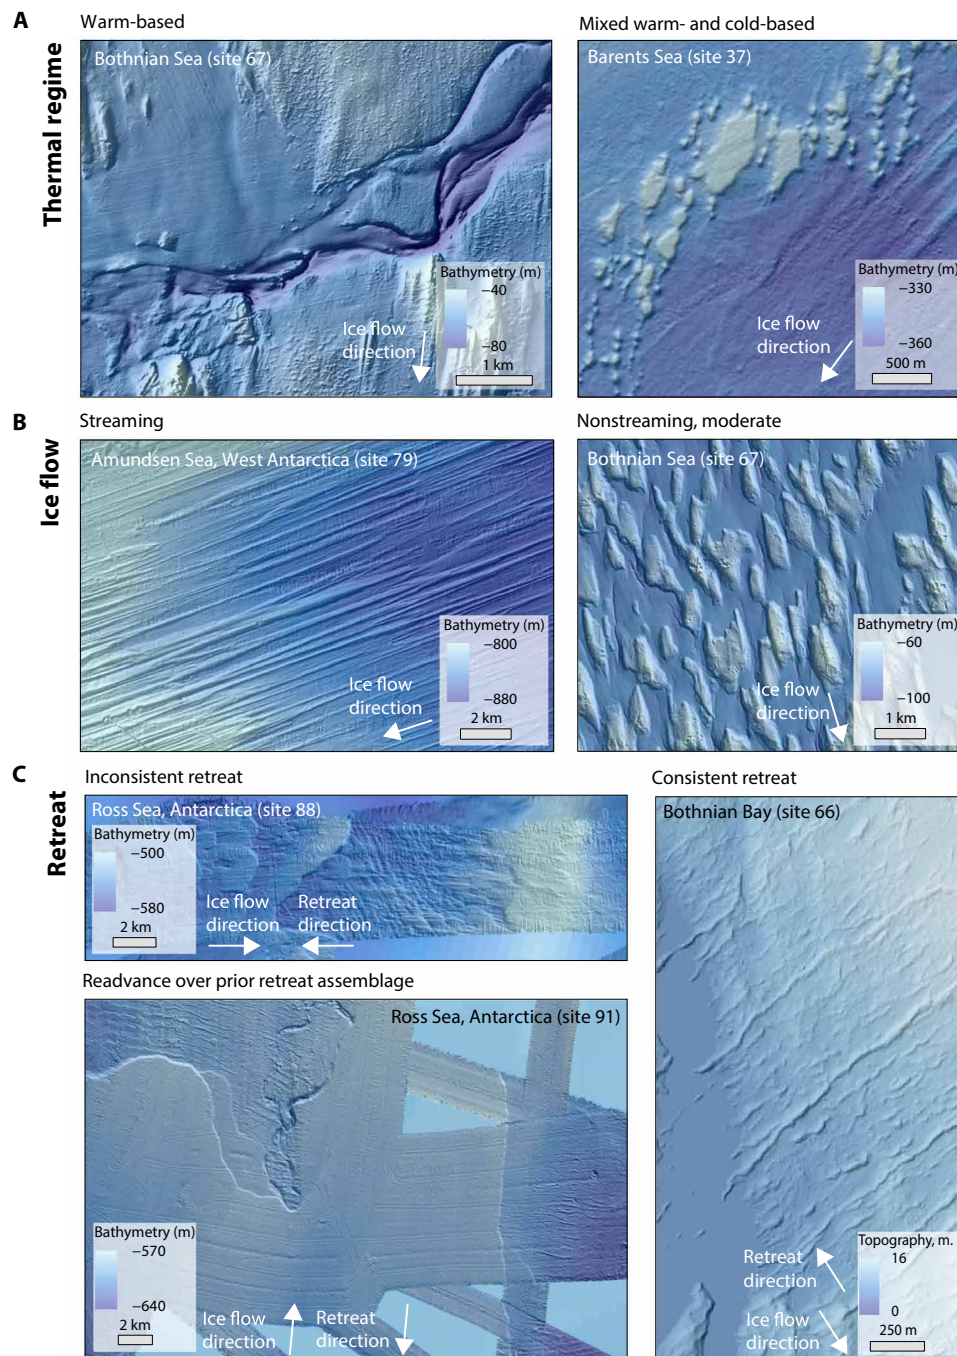 A
Thermal regime
Warm-based
Bothnian Sea (site 67)
Bathymetry (m)
−40
−80
1 km
Ice flow
direction
Mixed warm- and cold-based
Barents Sea (site 37)
Bathymetry (m)
−330
−360
500 m
Ice flow
direction
B
Ice flow
Streaming
Amundsen Sea, West Antarctica (site 79)
Bathymetry (m)
−800
−880
2 km
Ice flow
direction
Nonstreaming, moderate
Bothnian Sea (site 67)
Bathymetry (m)
−60
−100
1 km
Ice flow
direction
C
Retreat
Inconsistent retreat
Ross Sea, Antarctica (site 88)
Bathymetry (m)
−500
−580
2 km
Ice flow
direction
Retreat
direction
Readvance over prior retreat assemblage
Ross Sea, Antarctica (site 91)
Bathymetry (m)
−570
−640
2 km
Ice flow
direction
Retreat
direction
Consistent retreat
Bothnian Bay (site 66)
Retreat
direction
Ice flow
direction
Topography, m.
16
0
250 m